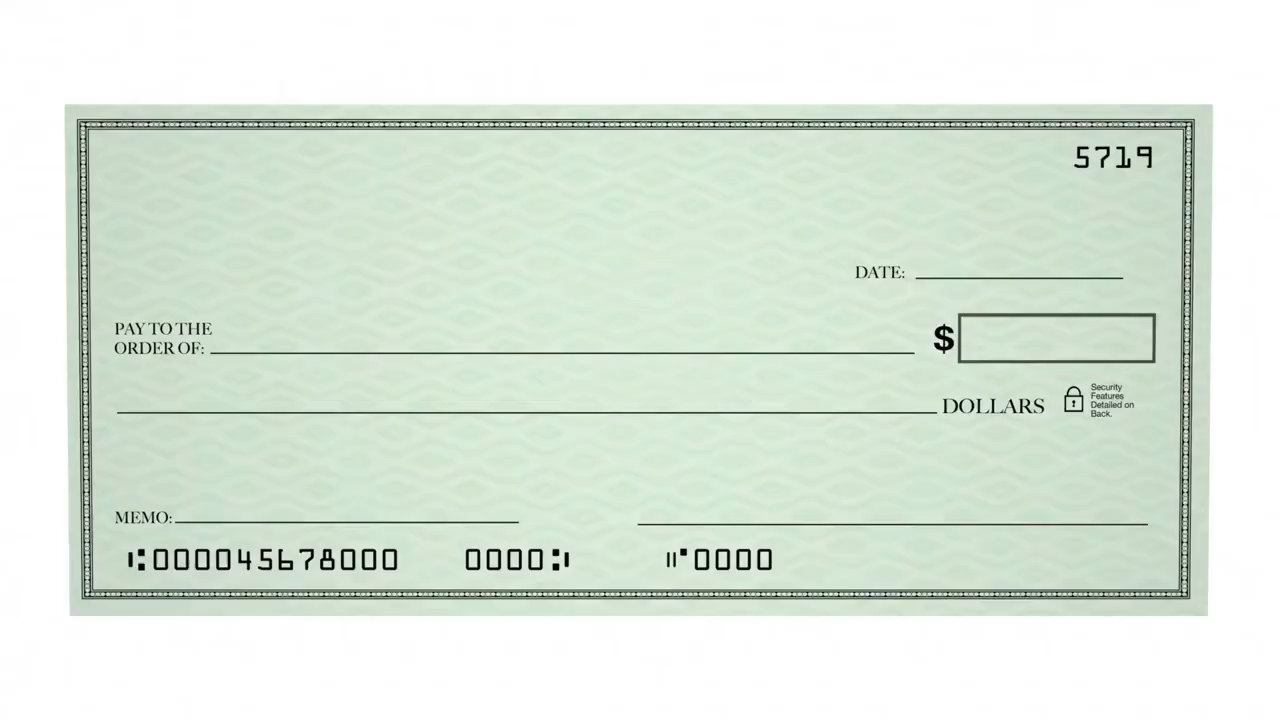 5719
DATE:
PAY TO THE
ORDER OF:
$
DOLLARS
Security
Features
Detailed on
Back.
MEMO:
⑆000045678000 0000⑆ ⑈0000